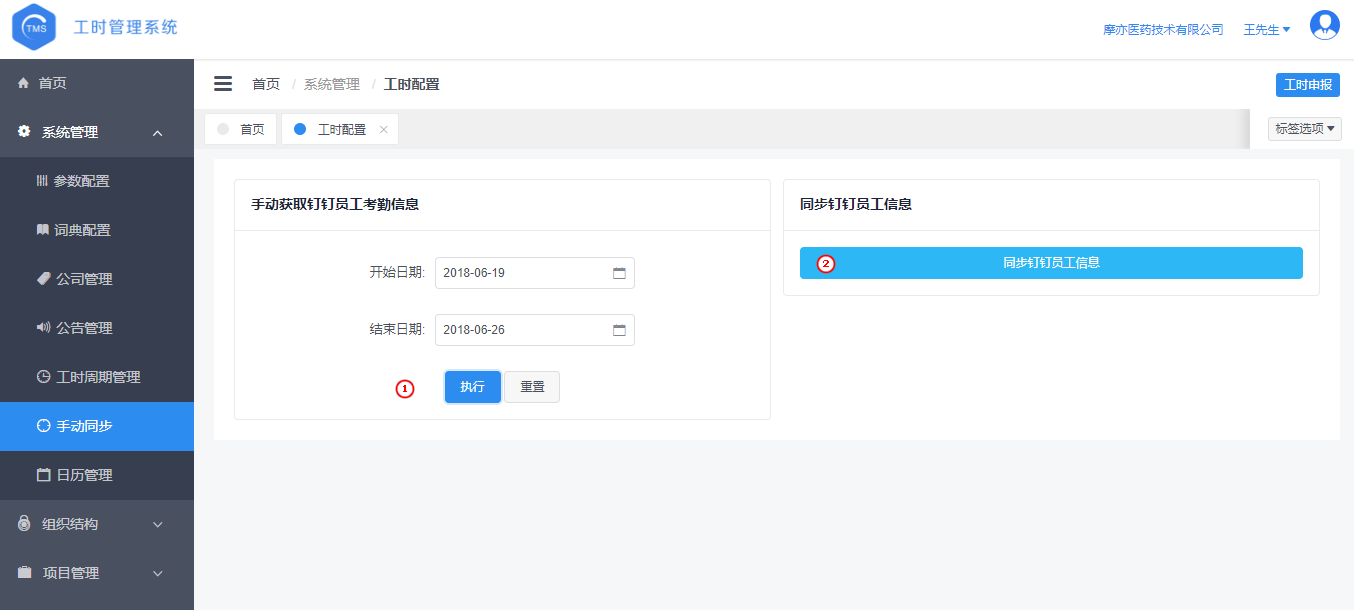 TMS 工时管理系统
摩亦医药技术有限公司 王先生
首页
系统管理
参数配置
词典配置
公司管理
公告管理
工时周期管理
手动同步
日历管理
组织结构
项目管理
首页 / 系统管理 / 工时配置
工时申报
首页 工时配置 ×
标签选项
手动获取钉钉员工考勤信息
开始日期: 2018-06-19
结束日期: 2018-06-26
1 执行 重置
同步钉钉员工信息
2 同步钉钉员工信息